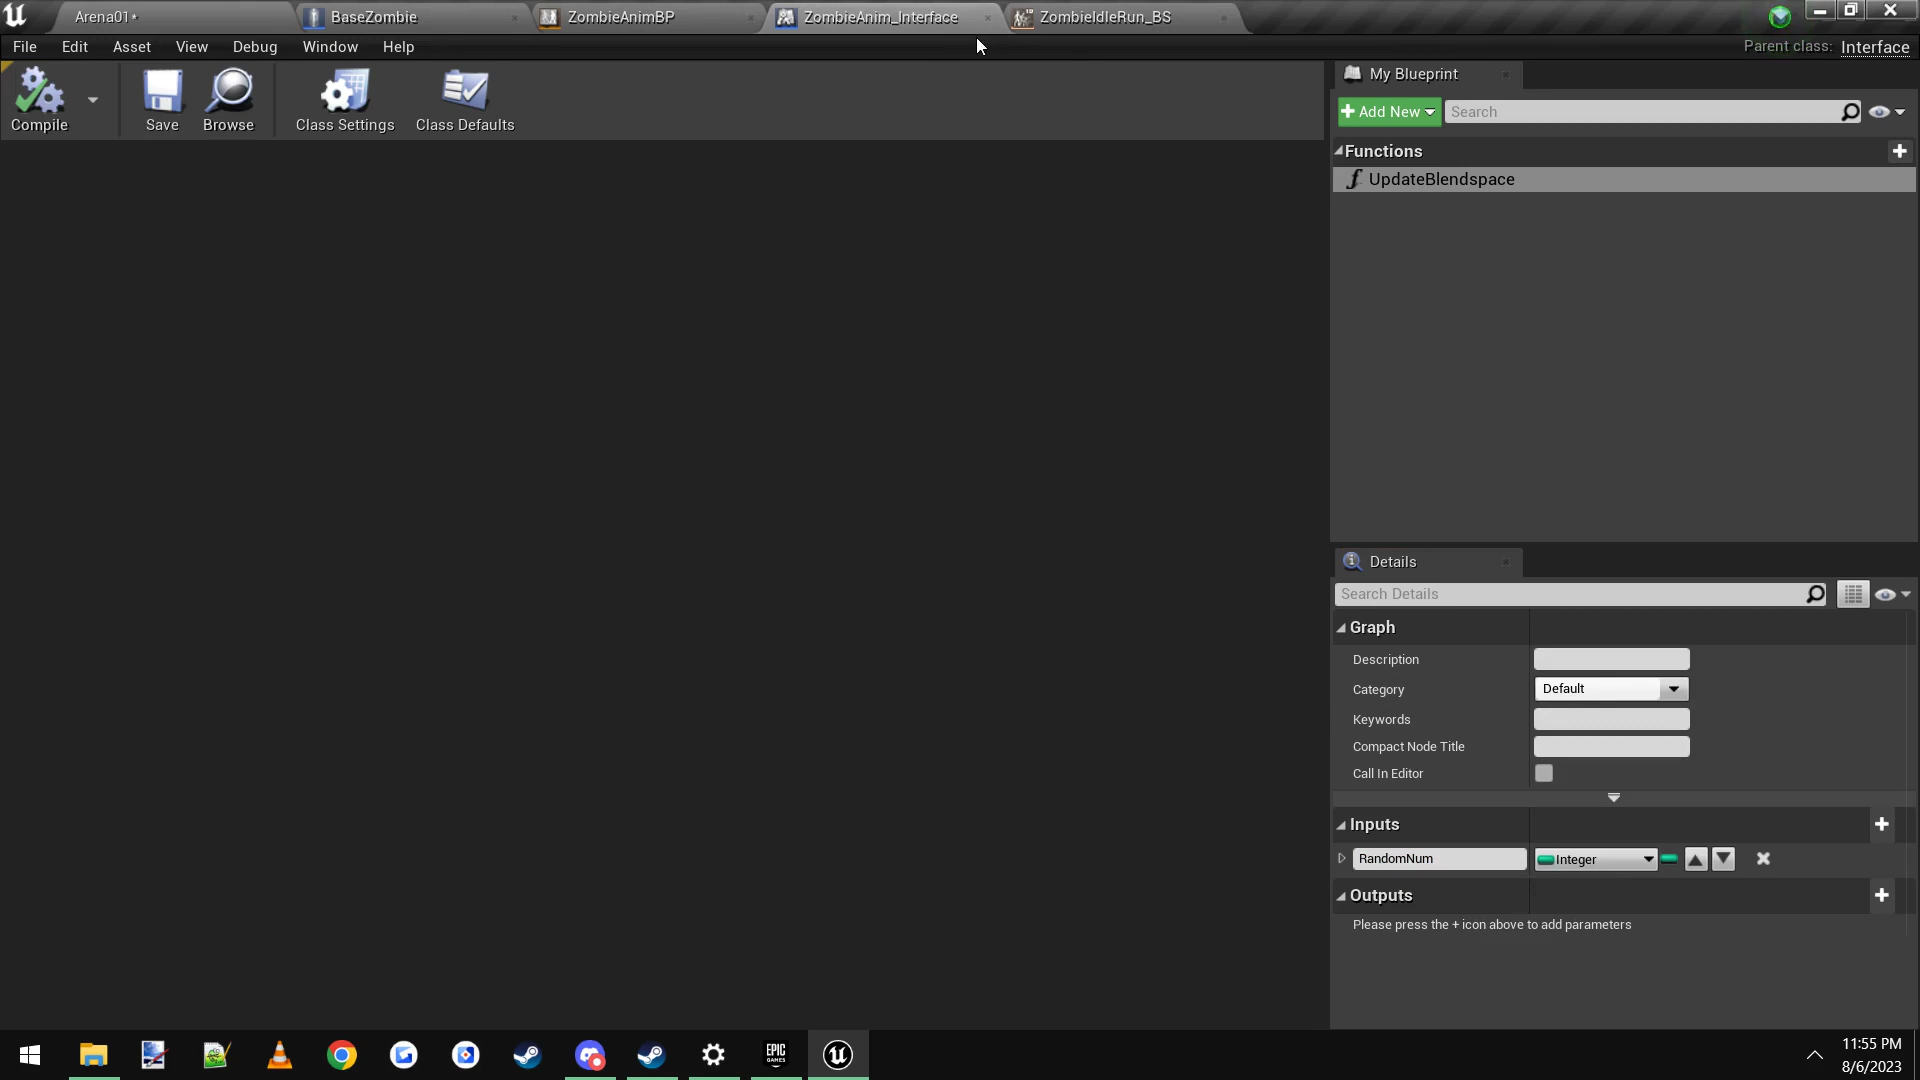 Arena01*
BaseZombie
ZombieAnimBP
ZombieAnim_Interface
ZombieIdleRun_BS
File Edit Asset View Debug Window Help
Parent class: Interface
Compile
Save
Browse
Class Settings
Class Defaults
My Blueprint
Add New
Search
Functions
UpdateBlendspace
Details
Search Details
Graph
Description
Category
Default
Keywords
Compact Node Title
Call In Editor
Inputs
RandomNum
Integer
Outputs
Please press the + icon above to add parameters
EPIC
GAMES
11:55 PM
8/6/2023